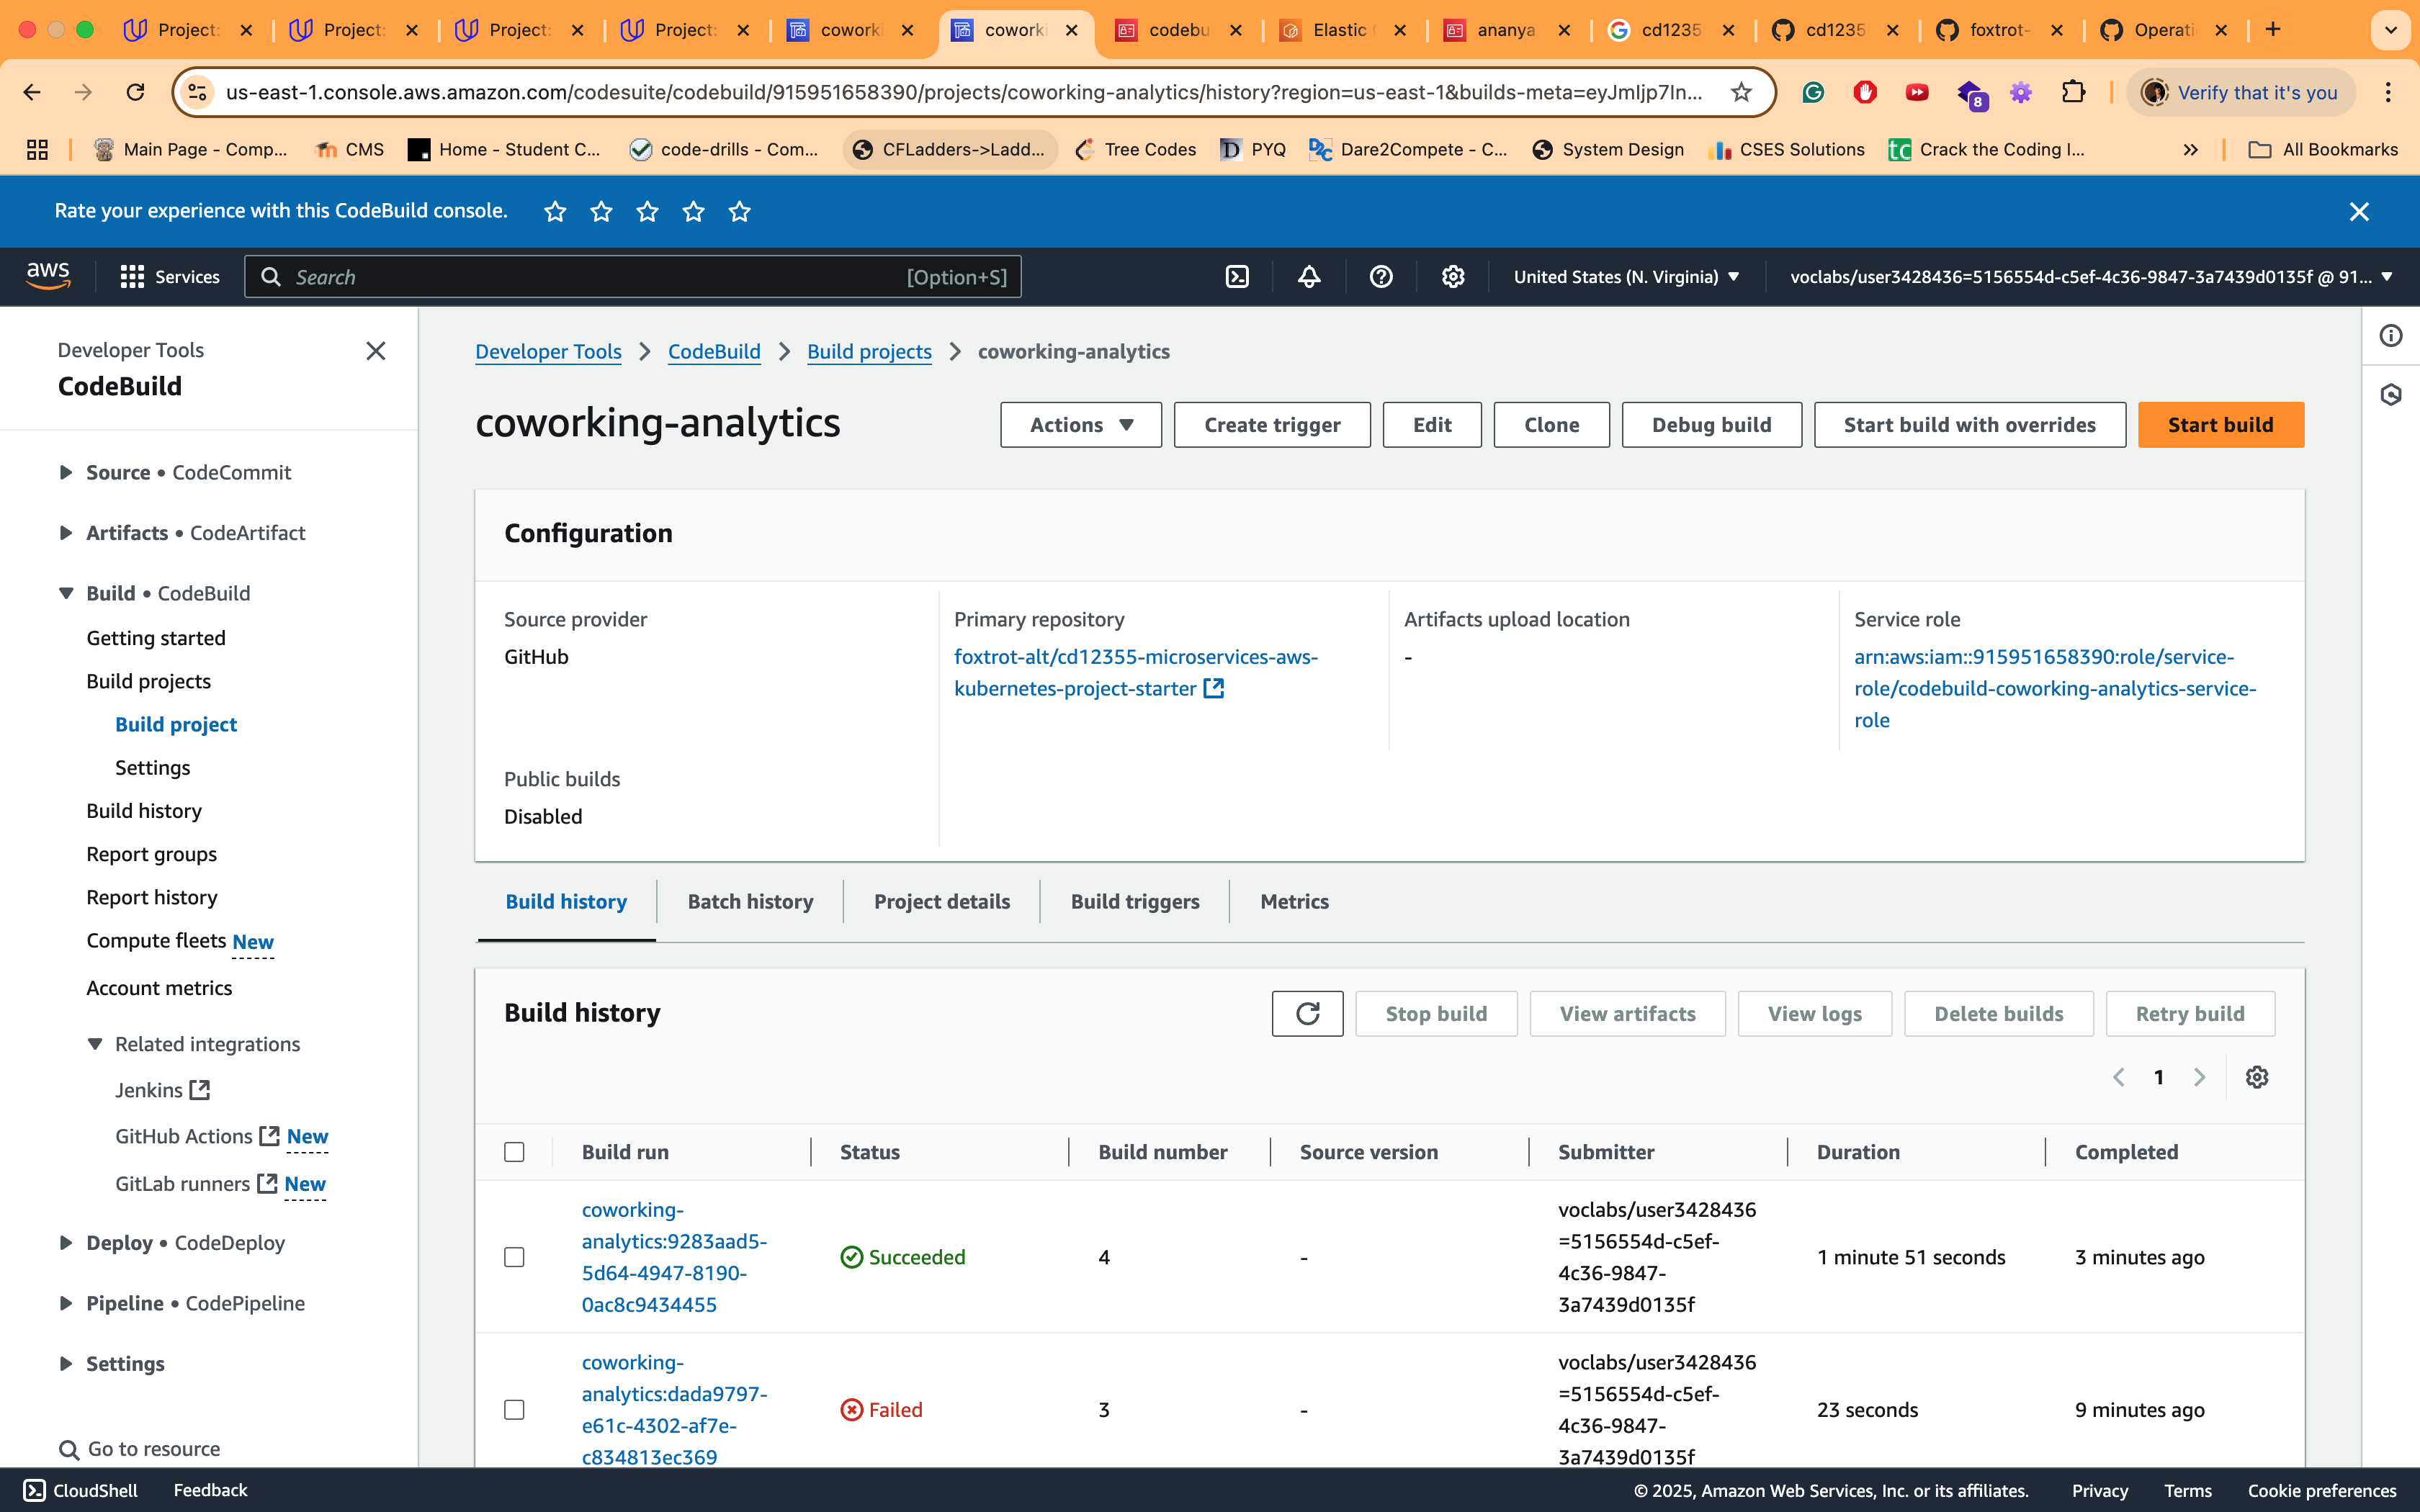 Project:
Project:
Project:
Project:
coworki
coworki
codebu
Elastic
ananya
cd1235
cd1235
foxtrot-
Operati
us-east-1.console.aws.amazon.com/codesuite/codebuild/915951658390/projects/coworking-analytics/history?region=us-east-1&builds-meta=eyJmIjp7In...
8
Verify that it's you
Main Page - Comp...
CMS
Home - Student C...
code-drills - Com...
CFLadders->Ladd...
Tree Codes
PYQ
Dare2Compete - C...
System Design
CSES Solutions
Crack the Coding I...
All Bookmarks
Rate your experience with this CodeBuild console.
aws
Services
Search
[Option+S]
United States (N. Virginia)
voclabs/user3428436=5156554d-c5ef-4c36-9847-3a7439d0135f @ 91...
Developer Tools
CodeBuild
Source • CodeCommit
Artifacts • CodeArtifact
Build • CodeBuild
Getting started
Build projects
Build project
Settings
Build history
Report groups
Report history
Compute fleets New
Account metrics
Related integrations
Jenkins
GitHub Actions New
GitLab runners New
Deploy • CodeDeploy
Pipeline • CodePipeline
Settings
Go to resource
Developer Tools
CodeBuild
Build projects
coworking-analytics
coworking-analytics
Actions
Create trigger
Edit
Clone
Debug build
Start build with overrides
Start build
Configuration
Source provider
GitHub
Primary repository
foxtrot-alt/cd12355-microservices-aws-
kubernetes-project-starter
Artifacts upload location
-
Service role
arn:aws:iam::915951658390:role/service-
role/codebuild-coworking-analytics-service-
role
Public builds
Disabled
Build history
Batch history
Project details
Build triggers
Metrics
Build history
Stop build
View artifacts
View logs
Delete builds
Retry build
1
Build run
Status
Build number
Source version
Submitter
Duration
Completed
coworking-
analytics:9283aad5-
5d64-4947-8190-
0ac8c9434455
Succeeded
4
-
voclabs/user3428436
=5156554d-c5ef-
4c36-9847-
3a7439d0135f
1 minute 51 seconds
3 minutes ago
coworking-
analytics:dada9797-
e61c-4302-af7e-
c834813ec369
Failed
3
-
voclabs/user3428436
=5156554d-c5ef-
4c36-9847-
3a7439d0135f
23 seconds
9 minutes ago
CloudShell
Feedback
© 2025, Amazon Web Services, Inc. or its affiliates.
Privacy
Terms
Cookie preferences